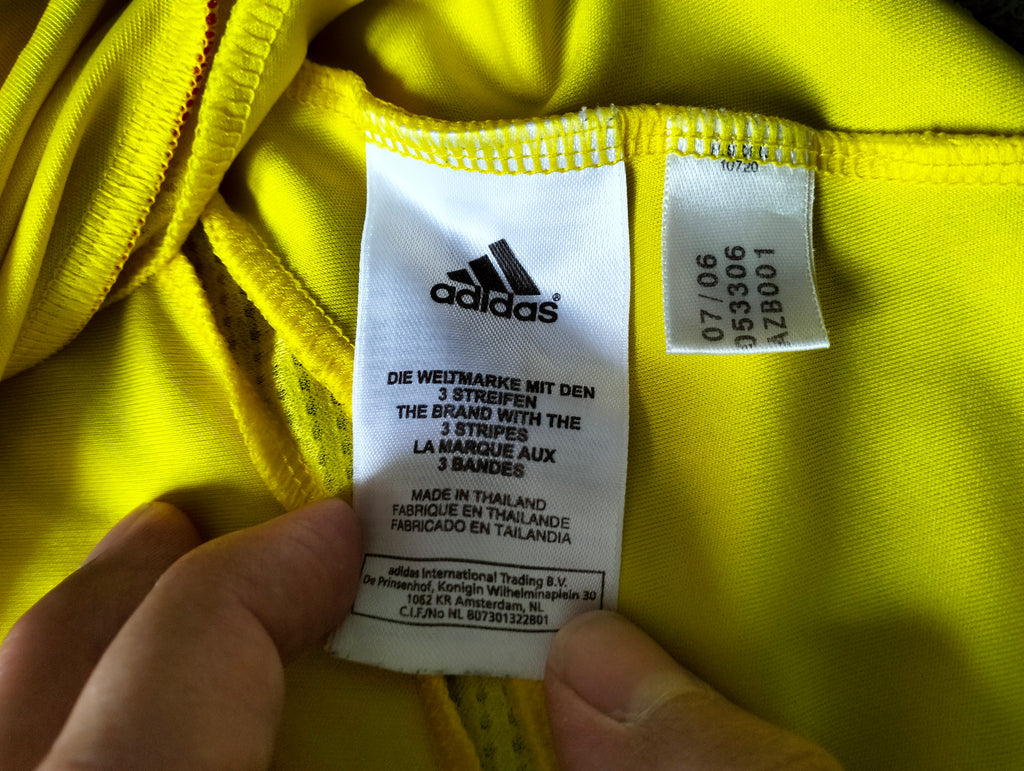 adidas®
DIE WELTMARKE MIT DEN
3 STREIFEN
THE BRAND WITH THE
3 STRIPES
LA MARQUE AUX
3 BANDES
MADE IN THAILAND
FABRIQUE EN THAILANDE
FABRICADO EN TAILANDIA
adidas International Trading B.V.
De Prinsenhof, Konigin Wilhelminaplein 30
1062 KR Amsterdam, NL
C.I.F./No NL 807301322B01
10720
07/06
053306
AZB001